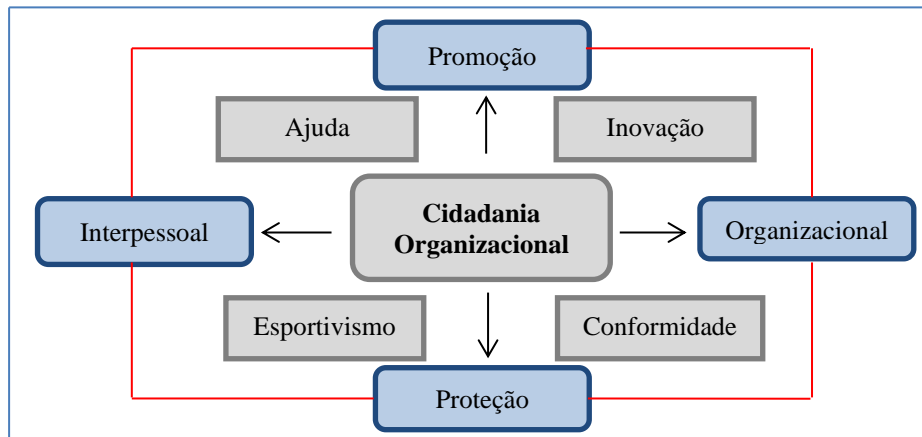 Promoção
Ajuda
Inovação
Interpessoal
Cidadania
Organizacional
Organizacional
Esportivismo
Conformidade
Proteção